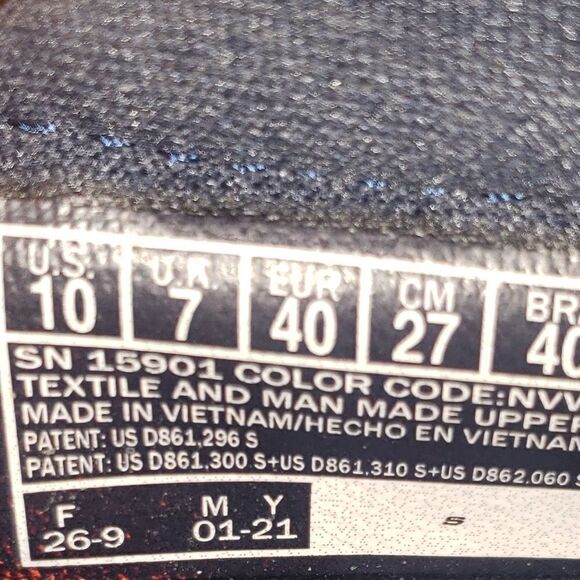 U.S. U.K. EUR CM BR
10 7 40 27 40
SN 15901 COLOR CODE:NVW
TEXTILE AND MAN MADE UPPER
MADE IN VIETNAM/HECHO EN VIETNAM
PATENT: US D861,296 S
PATENT: US D861,300 S+US D861,310 S+US D862,060 S
F M Y
26-9 01-21 S